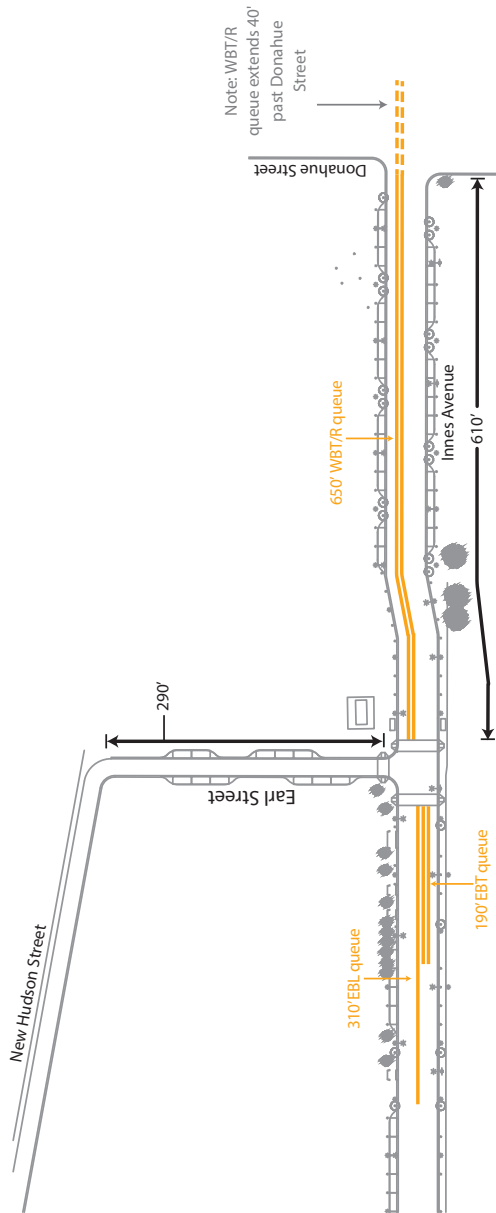 New Hudson Street
290'
Earl Street
Note: WBT/R
queue extends 40'
past Donahue
Street
Donahue Street
650' WBT/R queue
Innes Avenue
610'
310'EBL queue
190'EBT queue